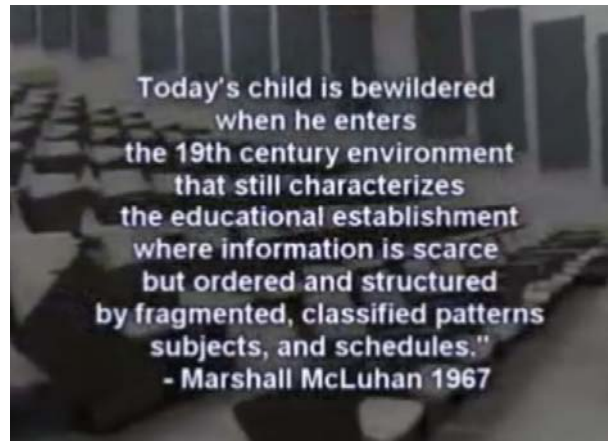 Today's child is bewildered
when he enters
the 19th century environment
that still characterizes
the educational establishment
where information is scarce
but ordered and structured
by fragmented, classified patterns
subjects, and schedules."
- Marshall McLuhan 1967